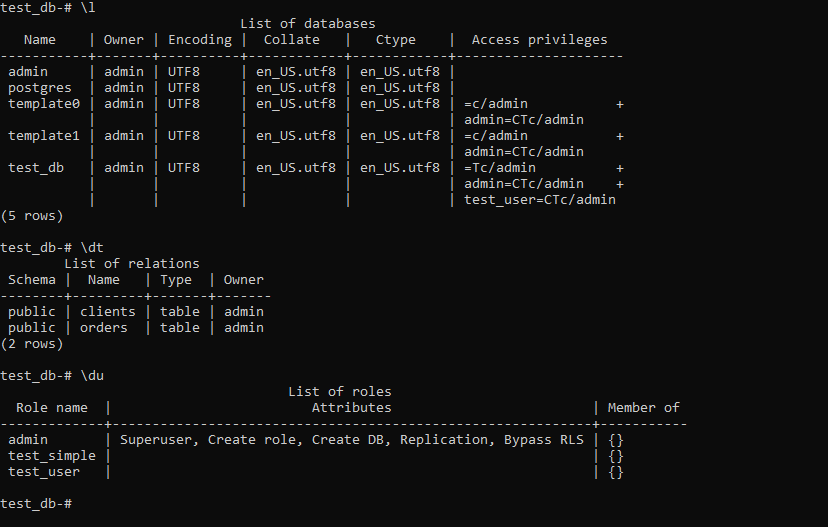 test_db-# \l
                              List of databases
   Name    | Owner | Encoding |  Collate   |   Ctype    |  Access privileges
-----------+-------+----------+------------+------------+---------------------
 admin     | admin | UTF8     | en_US.utf8 | en_US.utf8 |
 postgres  | admin | UTF8     | en_US.utf8 | en_US.utf8 |
 template0 | admin | UTF8     | en_US.utf8 | en_US.utf8 | =c/admin           +
           |       |          |            |            | admin=CTc/admin
 template1 | admin | UTF8     | en_US.utf8 | en_US.utf8 | =c/admin           +
           |       |          |            |            | admin=CTc/admin
 test_db   | admin | UTF8     | en_US.utf8 | en_US.utf8 | =Tc/admin          +
           |       |          |            |            | admin=CTc/admin    +
           |       |          |            |            | test_user=CTc/admin
(5 rows)

test_db-# \dt
        List of relations
 Schema |  Name   | Type  | Owner
--------+---------+-------+-------
 public | clients | table | admin
 public | orders  | table | admin
(2 rows)

test_db-# \du
                                    List of roles
  Role name  |                         Attributes                         | Member of
-------------+------------------------------------------------------------+-----------
 admin       | Superuser, Create role, Create DB, Replication, Bypass RLS | {}
 test_simple |                                                            | {}
 test_user   |                                                            | {}

test_db-#